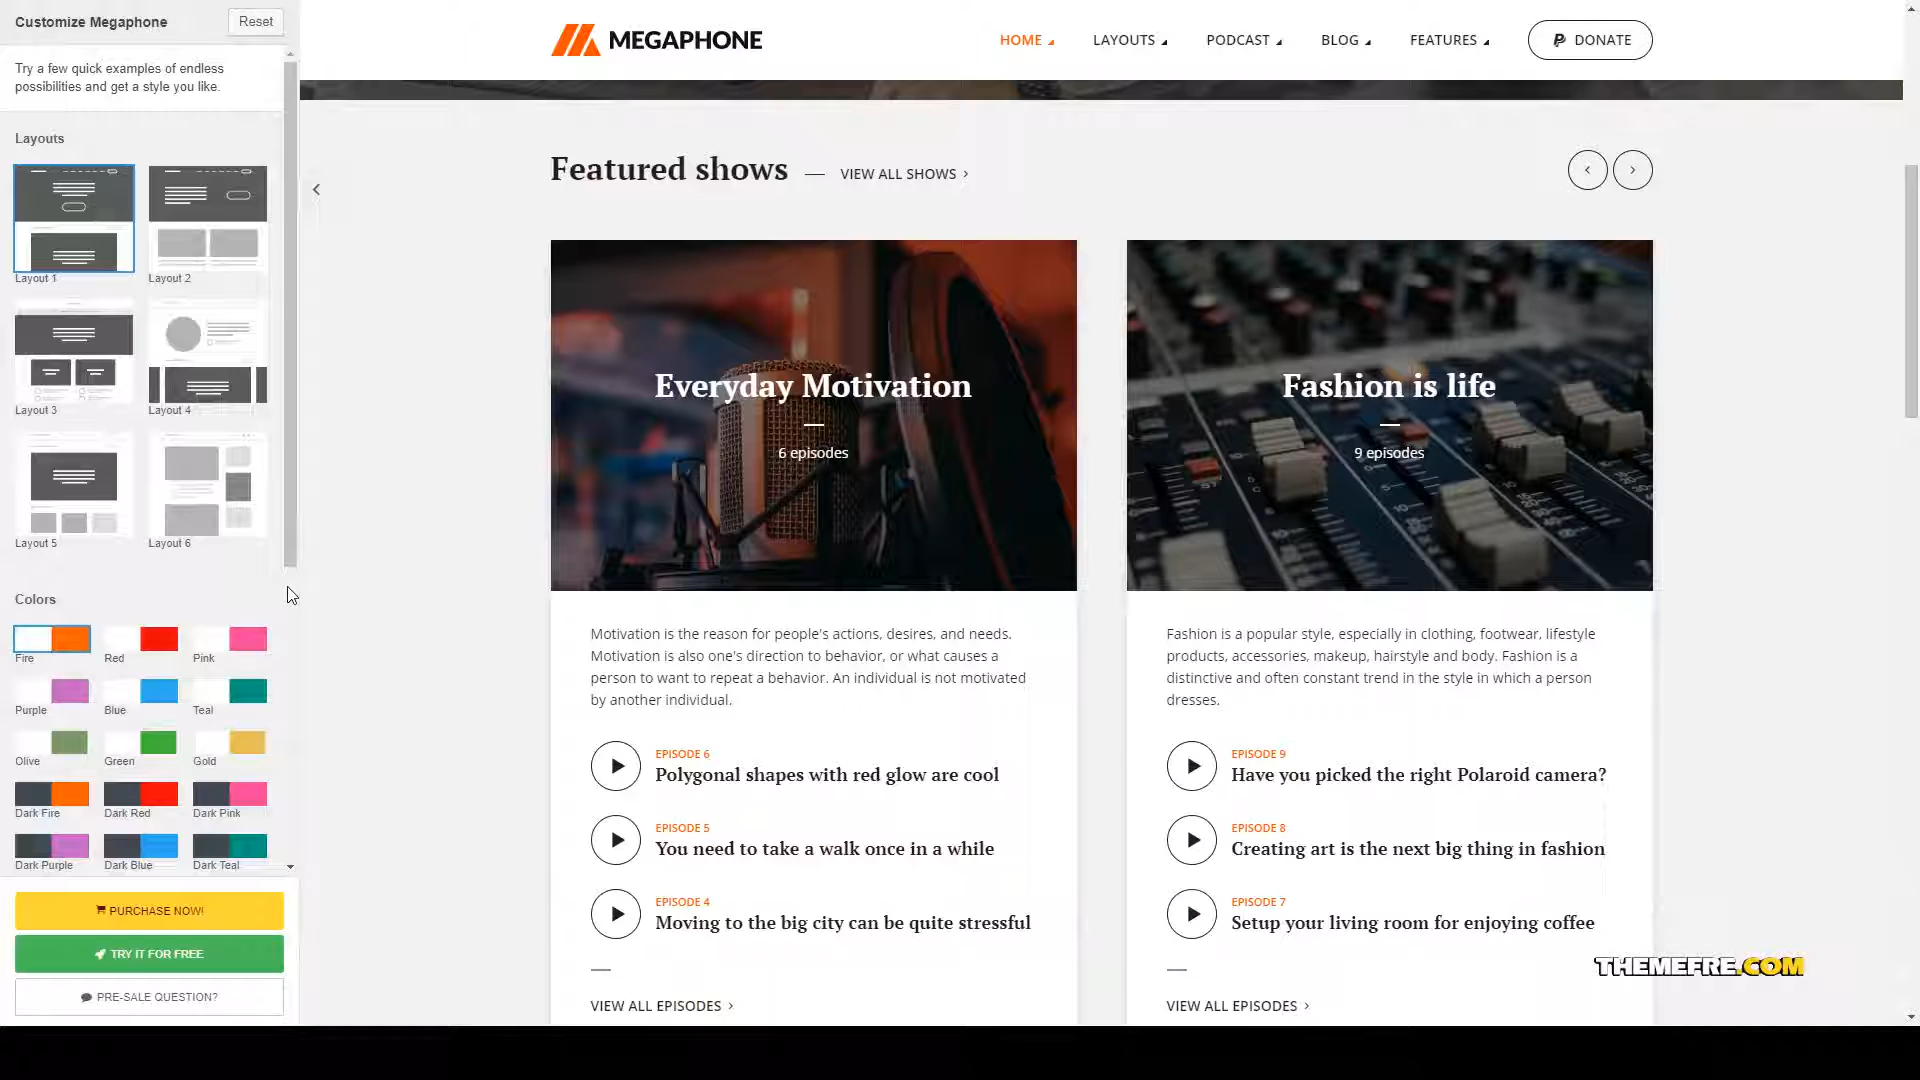 Customize Megaphone
Reset
Try a few quick examples of endless
possibilities and get a style you like.
Layouts
Layout 1
Layout 2
Layout 3
Layout 4
Layout 5
Layout 6
Colors
Fire
Red
Pink
Purple
Blue
Teal
Olive
Green
Gold
Dark Fire
Dark Red
Dark Pink
Dark Purple
Dark Blue
Dark Teal
PURCHASE NOW!
TRY IT FOR FREE
PRE-SALE QUESTION?
MEGAPHONE
HOME
LAYOUTS
PODCAST
BLOG
FEATURES
DONATE
Featured shows
VIEW ALL SHOWS
Everyday Motivation
6 episodes
Motivation is the reason for people's actions, desires, and needs.
Motivation is also one's direction to behavior, or what causes a
person to want to repeat a behavior. An individual is not motivated
by another individual.
EPISODE 6
Polygonal shapes with red glow are cool
EPISODE 5
You need to take a walk once in a while
EPISODE 4
Moving to the big city can be quite stressful
VIEW ALL EPISODES
Fashion is life
9 episodes
Fashion is a popular style, especially in clothing, footwear, lifestyle
products, accessories, makeup, hairstyle and body. Fashion is a
distinctive and often constant trend in the style in which a person
dresses.
EPISODE 9
Have you picked the right Polaroid camera?
EPISODE 8
Creating art is the next big thing in fashion
EPISODE 7
Setup your living room for enjoying coffee
VIEW ALL EPISODES
THEMEFRE.COM